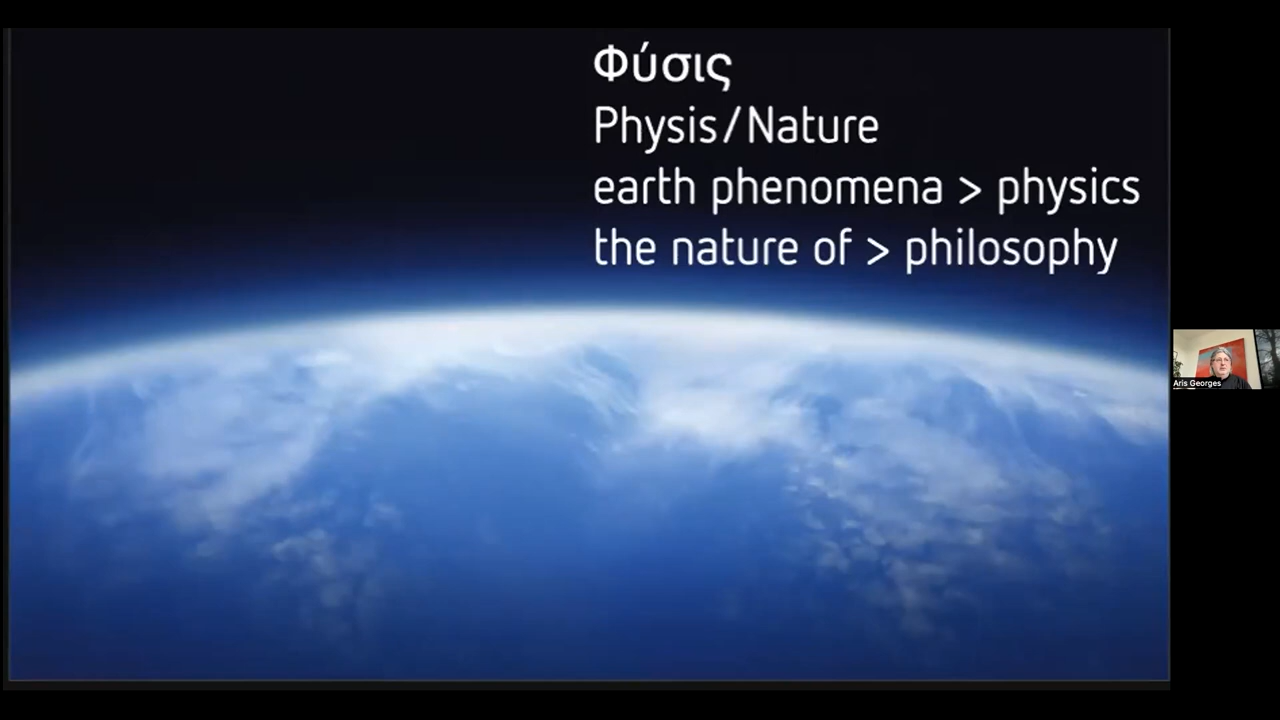 Φύσις
Physis/Nature
earth phenomena > physics
the nature of > philosophy
Aris Georges